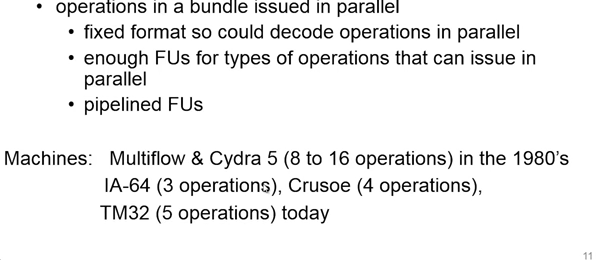 • operations in a bundle issued in parallel
• fixed format so could decode operations in parallel
• enough FUs for types of operations that can issue in
parallel
• pipelined FUs
Machines: Multiflow & Cydra 5 (8 to 16 operations) in the 1980's
IA-64 (3 operations), Crusoe (4 operations),
TM32 (5 operations) today
11